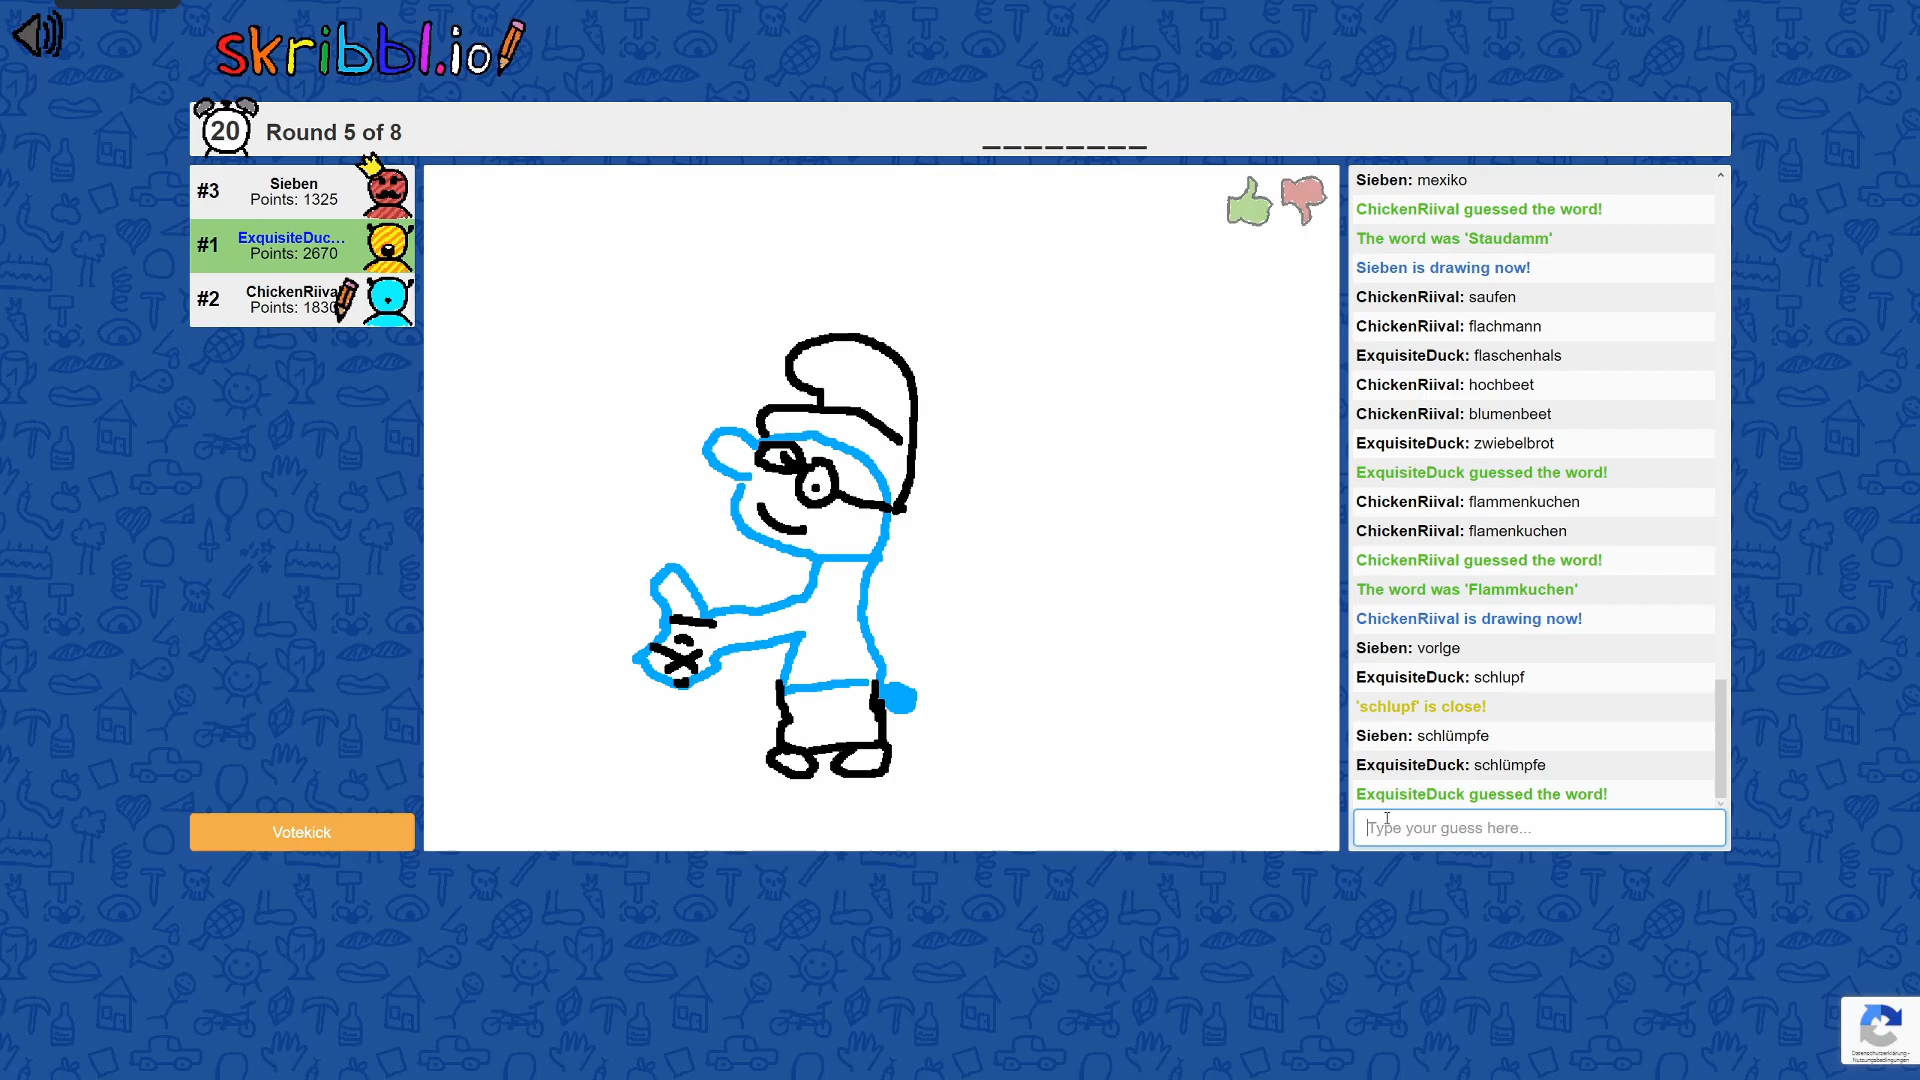 skribbl.io
20
Round 5 of 8
________
#3
Sieben
Points: 1325
#1
ExquisiteDuc...
Points: 2670
#2
ChickenRiival
Points: 1830
Votekick
Sieben: mexiko
ChickenRiival guessed the word!
The word was 'Staudamm'
Sieben is drawing now!
ChickenRiival: saufen
ChickenRiival: flachmann
ExquisiteDuck: flaschenhals
ChickenRiival: hochbeet
ChickenRiival: blumenbeet
ExquisiteDuck: zwiebelbrot
ExquisiteDuck guessed the word!
ChickenRiival: flammenkuchen
ChickenRiival: flamenkuchen
ChickenRiival guessed the word!
The word was 'Flammkuchen'
ChickenRiival is drawing now!
Sieben: vorlge
ExquisiteDuck: schlupf
'schlupf' is close!
Sieben: schlümpfe
ExquisiteDuck: schlümpfe
ExquisiteDuck guessed the word!
Type your guess here...
Datenschutzerklärung -
Nutzungsbedingungen